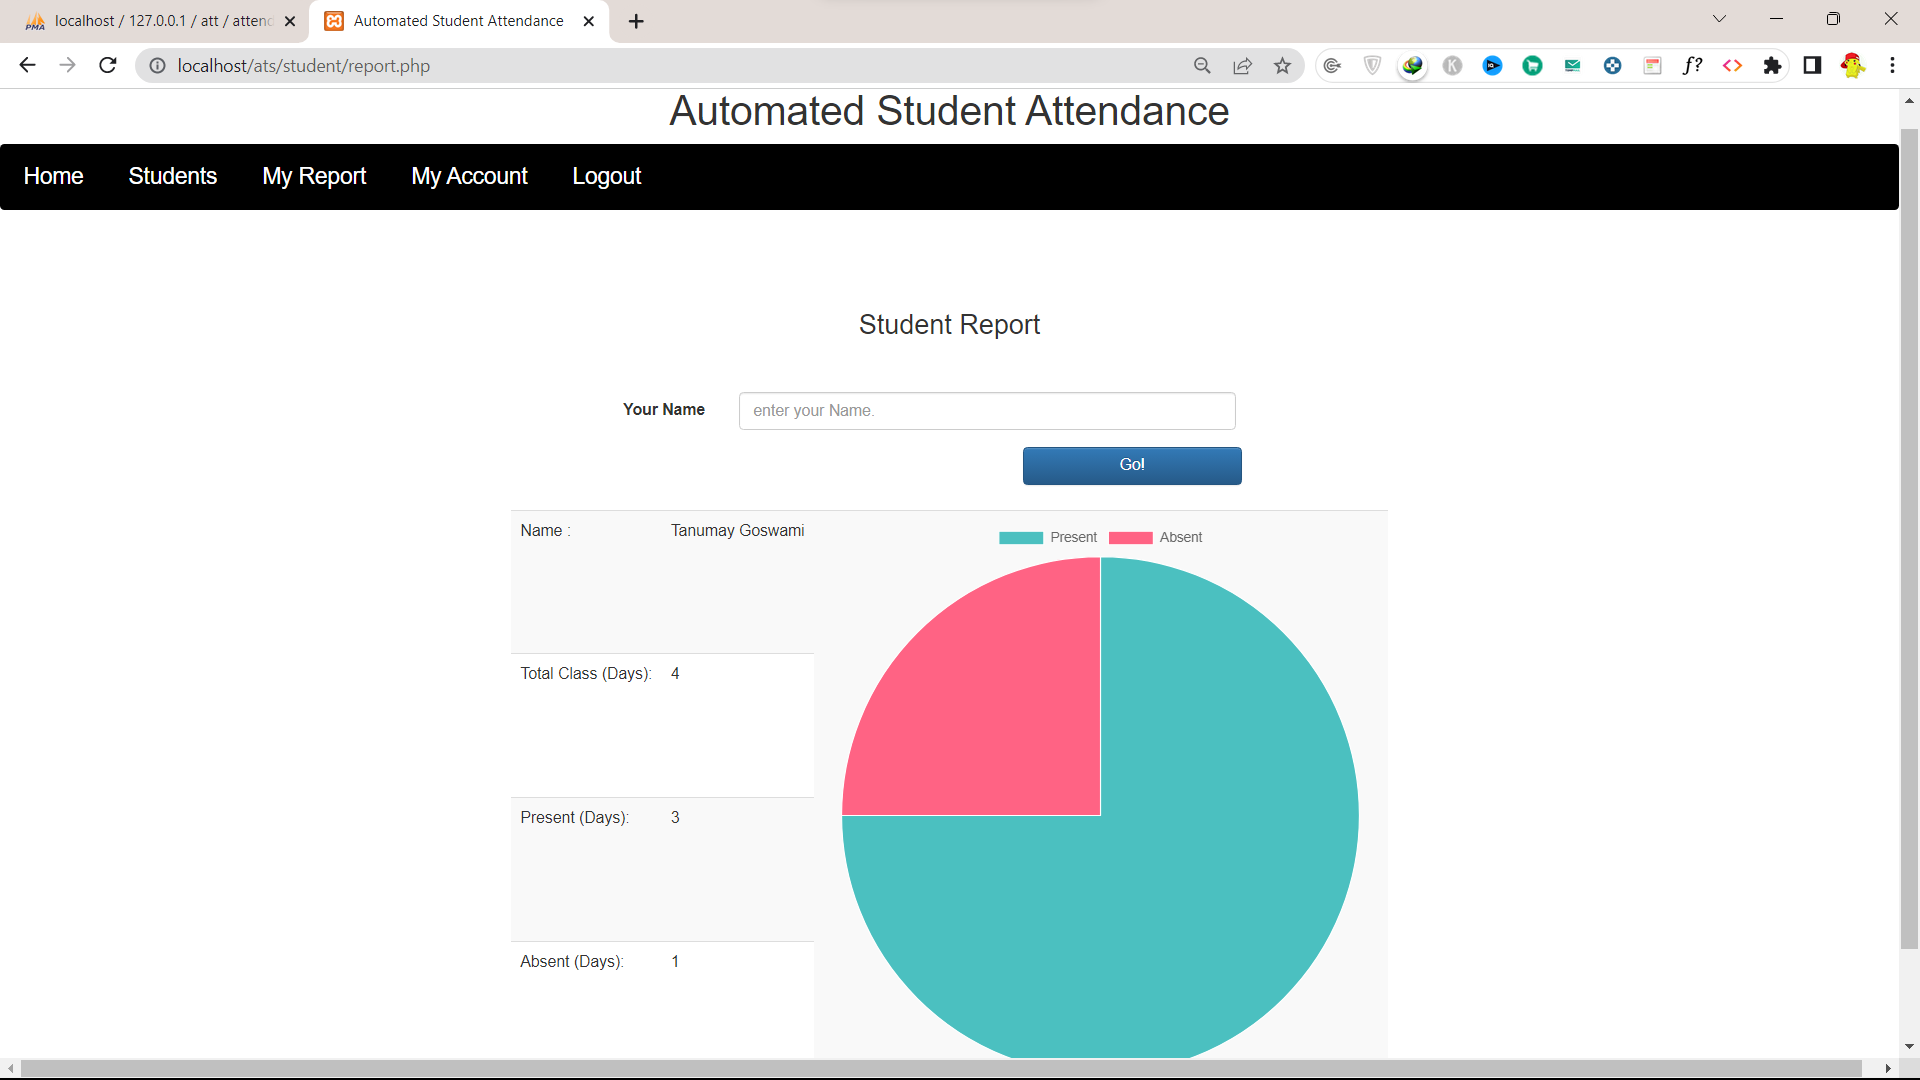 localhost / 127.0.0.1 / att / attend
Automated Student Attendance
localhost/ats/student/report.php
Automated Student Attendance
Home Students My Report My Account Logout
Student Report
Your Name enter your Name.
Go!
Name : Tanumay Goswami
Present Absent
Total Class (Days): 4
Present (Days): 3
Absent (Days): 1